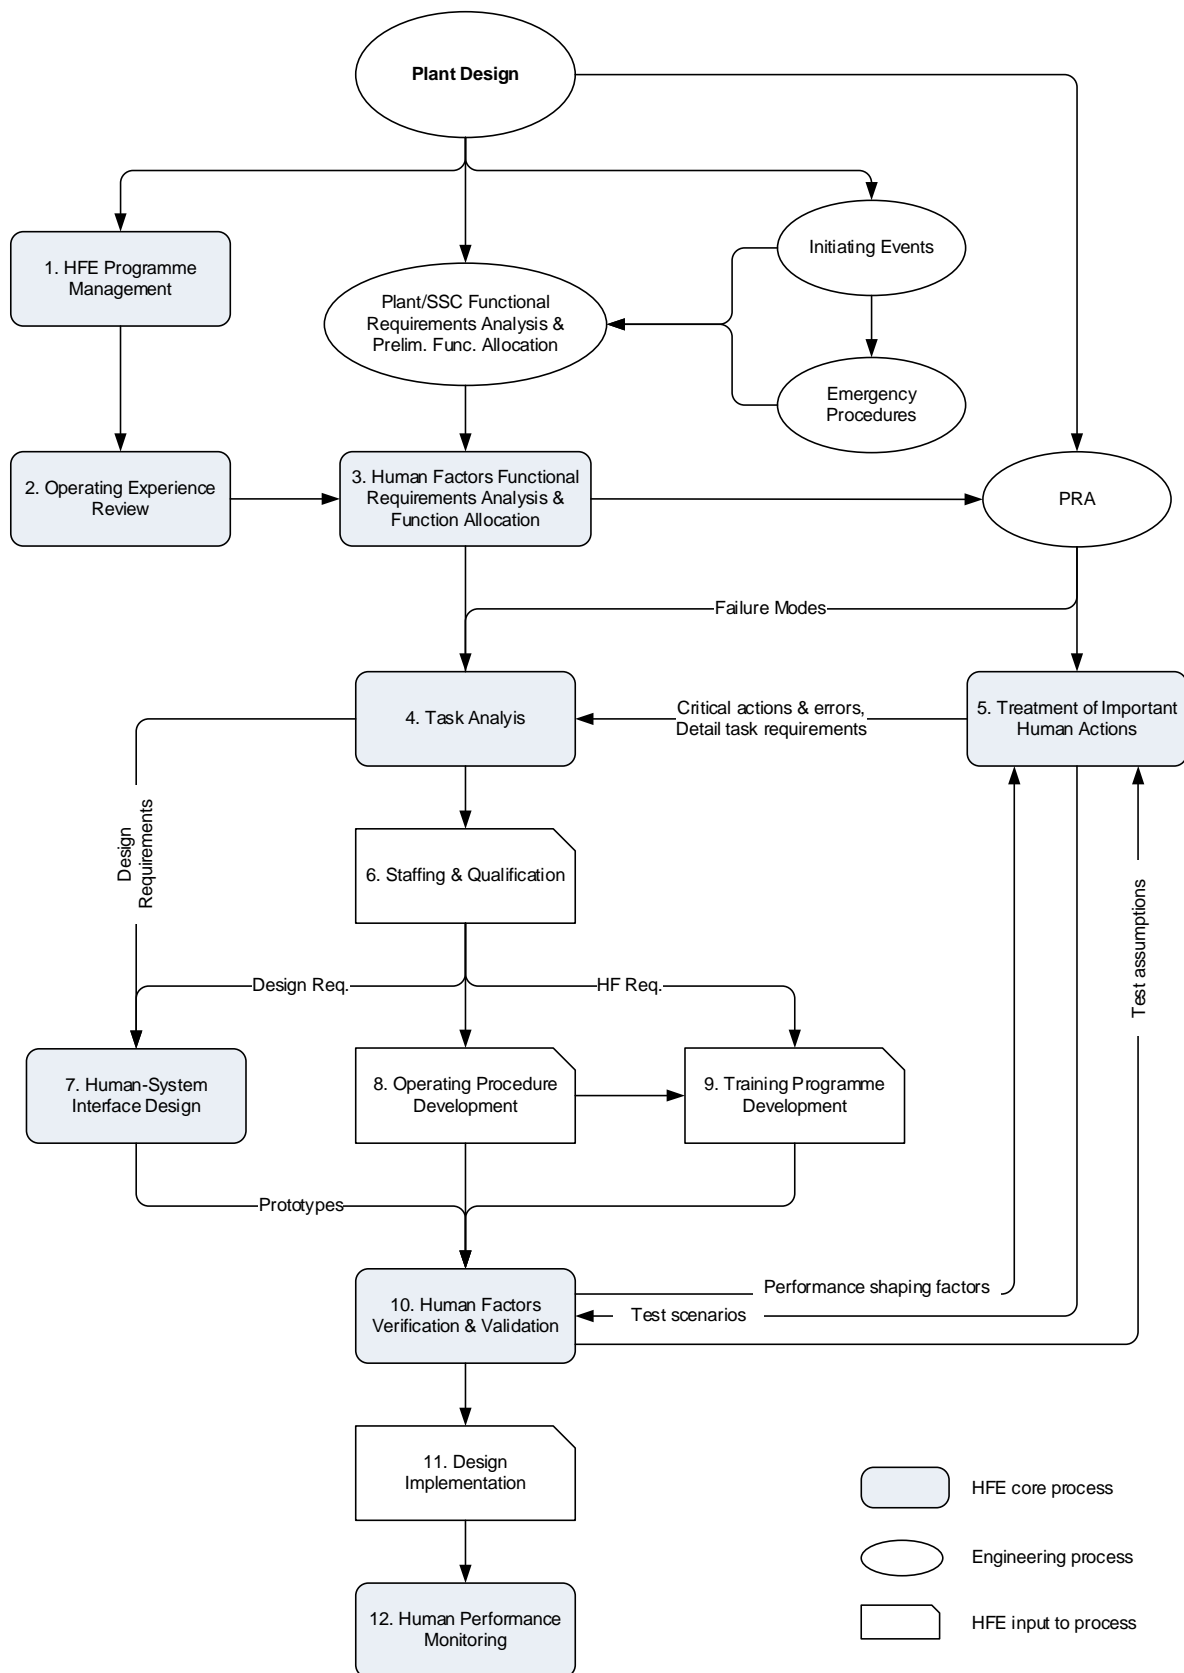 Plant Design
Initiating Events
1. HFE Programme
Management
Plant/SSC Functional
Requirements Analysis &
Prelim. Func. Allocation
Emergency
Procedures
2. Operating Experience
Review
3. Human Factors Functional
Requirements Analysis &
Function Allocation
PRA
Failure Modes
4. Task Analyis
Critical actions & errors,
Detail task requirements
5. Treatment of Important
Human Actions
Design
Requirements
6. Staffing & Qualification
Test assumptions
Design Req.
HF Req.
7. Human-System
Interface Design
8. Operating Procedure
Development
9. Training Programme
Development
Prototypes
10. Human Factors
Verification & Validation
Performance shaping factors
Test scenarios
11. Design
Implementation
12. Human Performance
Monitoring
HFE core process
Engineering process
HFE input to process